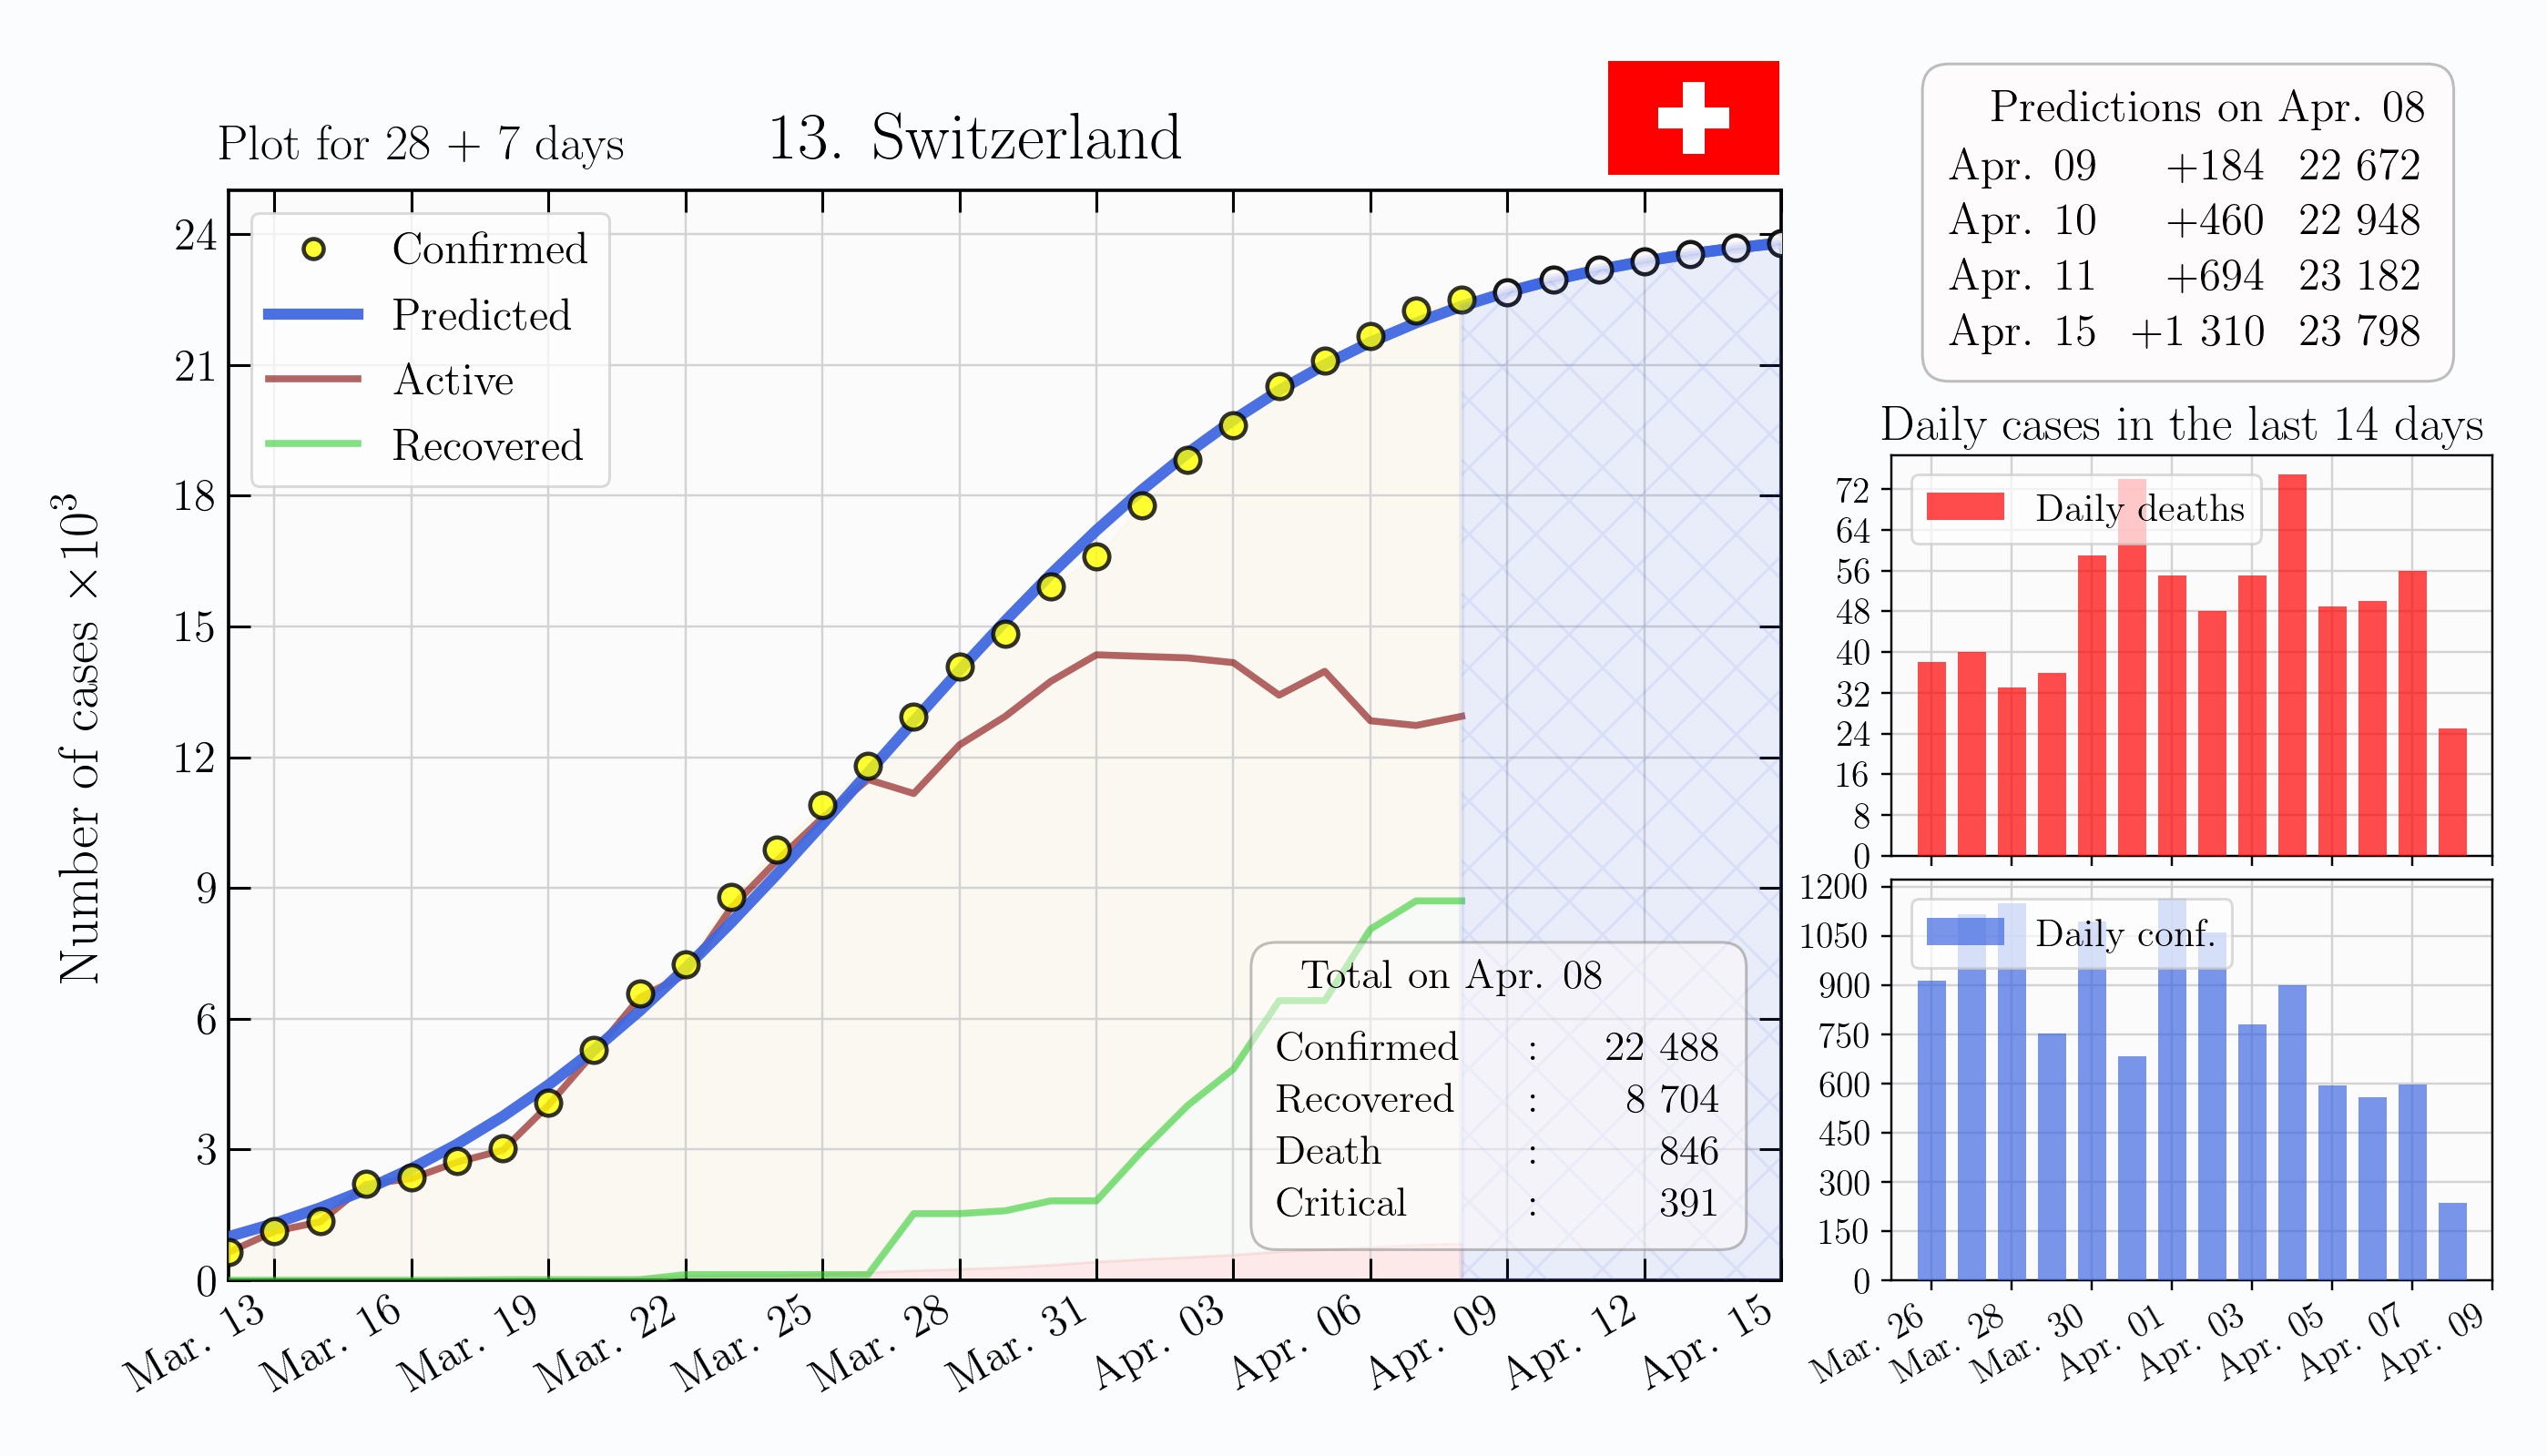 Plot for 28 + 7 days
13. Switzerland
Number of cases ×10³
24
21
18
15
12
9
6
3
0
Confirmed
Predicted
Active
Recovered
Total on Apr. 08
Confirmed : 22 488
Recovered : 8 704
Death : 846
Critical : 391
Mar. 13
Mar. 16
Mar. 19
Mar. 22
Mar. 25
Mar. 28
Mar. 31
Apr. 03
Apr. 06
Apr. 09
Apr. 12
Apr. 15
Predictions on Apr. 08
Apr. 09 +184 22 672
Apr. 10 +460 22 948
Apr. 11 +694 23 182
Apr. 15 +1 310 23 798
Daily cases in the last 14 days
72
64
56
48
40
32
24
16
8
0
Daily deaths
1200
1050
900
750
600
450
300
150
0
Daily conf.
Mar. 26
Mar. 28
Mar. 30
Apr. 01
Apr. 03
Apr. 05
Apr. 07
Apr. 09